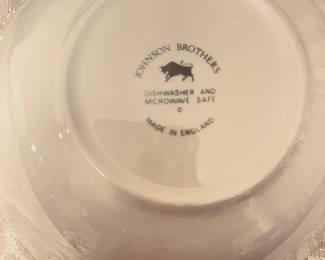 JOHNSON BROTHERS
DISHWASHER AND
MICROWAVE SAFE
©
MADE IN ENGLAND